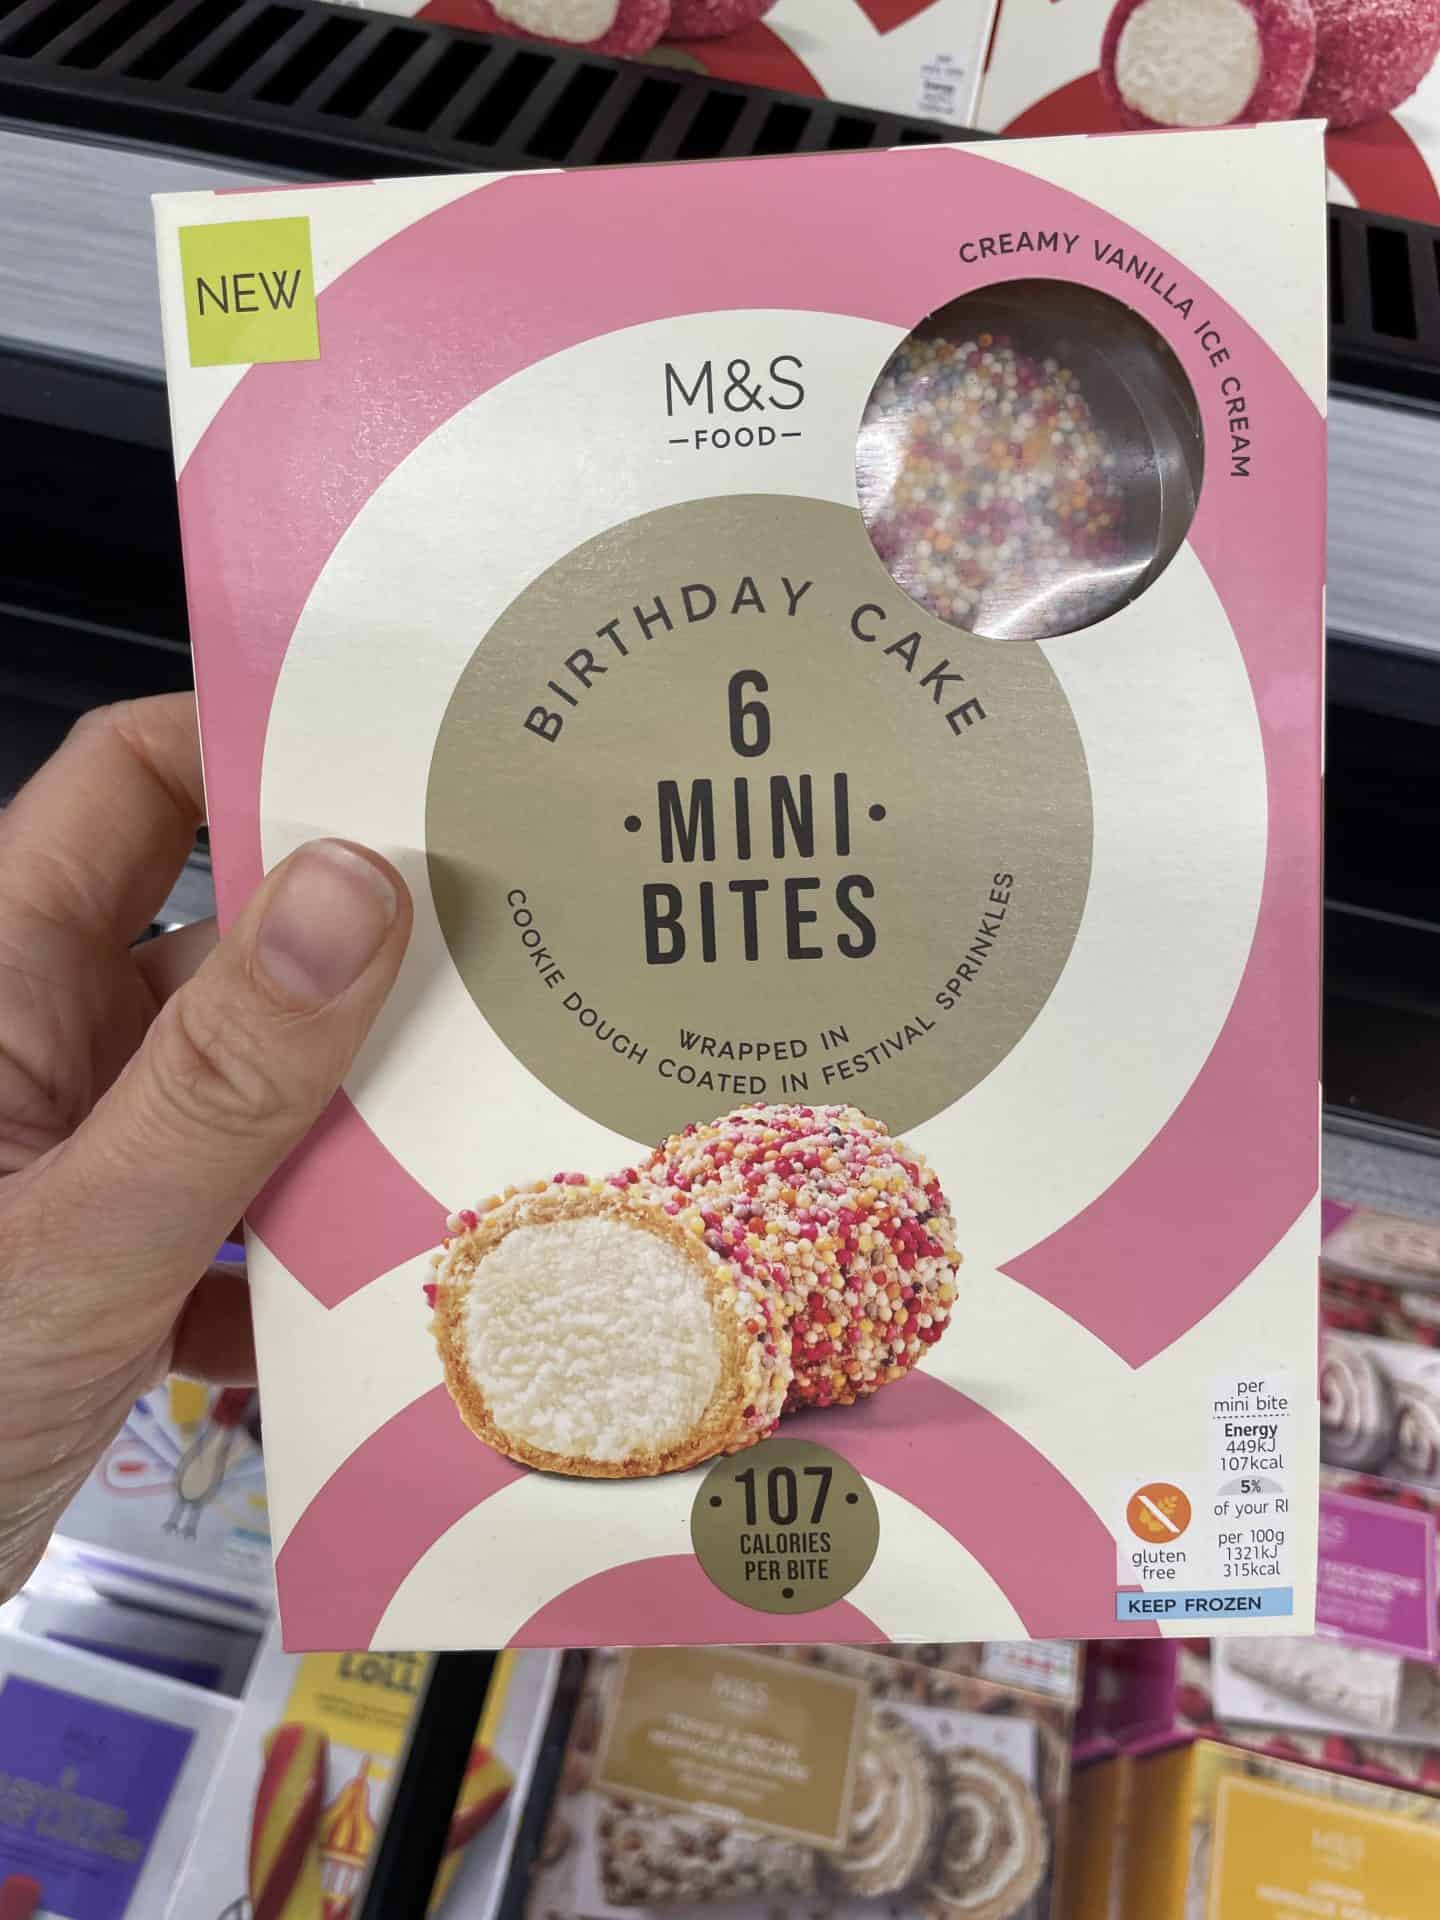 NEW
M&S
-FOOD-
CREAMY VANILLA ICE CREAM
BIRTHDAY CAKE
6
·MINI·
BITES
WRAPPED IN
COOKIE DOUGH COATED IN FESTIVAL SPRINKLES
·107·
CALORIES
PER BITE
per
mini bite
Energy
449kJ
107kcal
5%
of your RI
per 100g
1321kJ
315kcal
gluten
free
KEEP FROZEN
LOLL
M&S
M&S